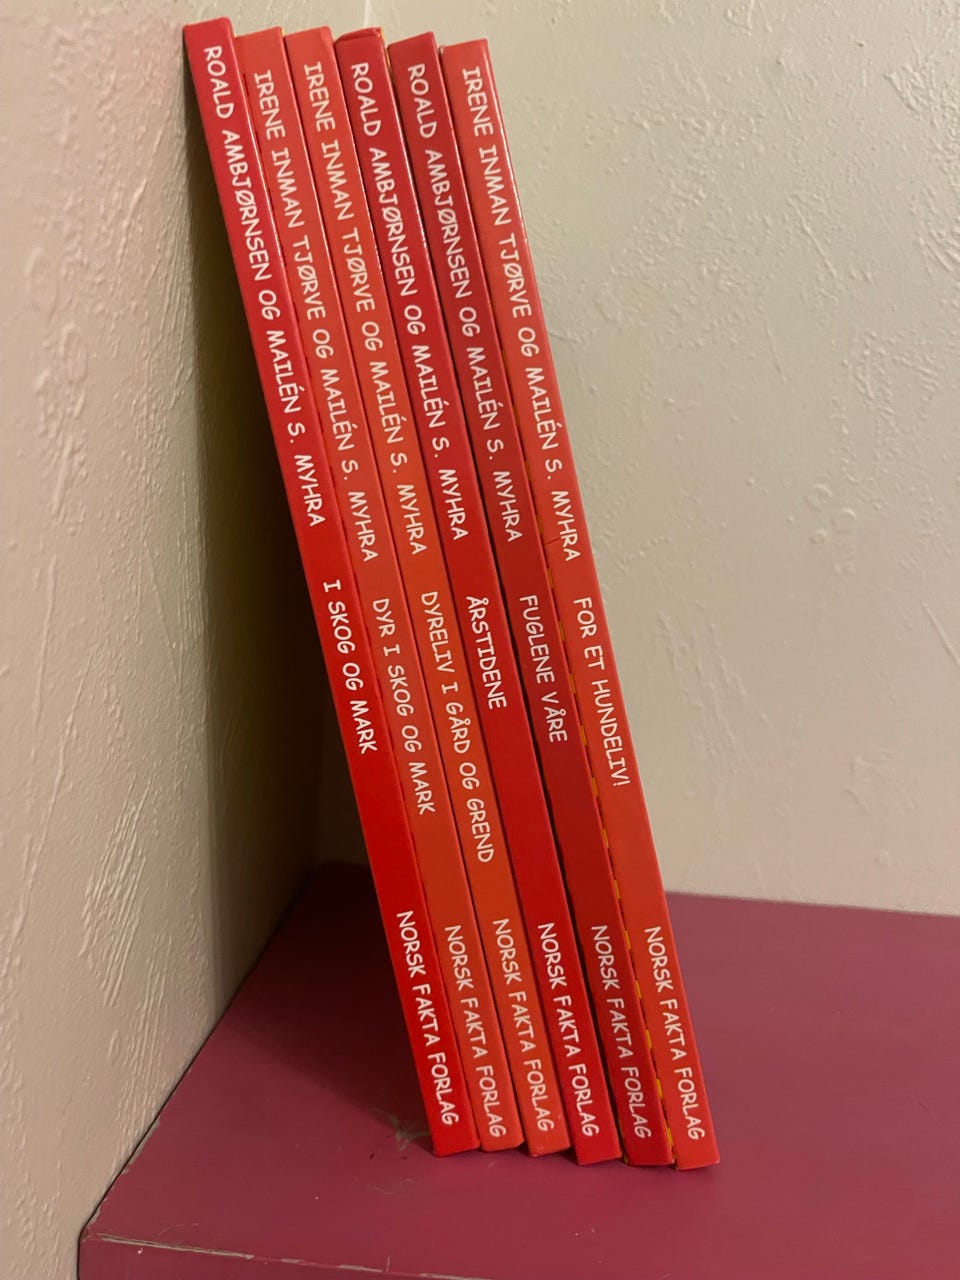 ROALD AMBJØRNSEN OG MAILÉN S. MYHRA I SKOG OG MARK NORSK FAKTA FORLAG
IRENE INMAN TJØRVE OG MAILÉN S. MYHRA DYR I SKOG OG MARK NORSK FAKTA FORLAG
IRENE INMAN TJØRVE OG MAILÉN S. MYHRA DYRELIV I GÅRD OG GREND NORSK FAKTA FORLAG
ROALD AMBJØRNSEN OG MAILÉN S. MYHRA ÅRSTIDENE NORSK FAKTA FORLAG
ROALD AMBJØRNSEN OG MAILÉN S. MYHRA FUGLENE VÅRE NORSK FAKTA FORLAG
IRENE INMAN TJØRVE OG MAILÉN S. MYHRA FOR ET HUNDELIV! NORSK FAKTA FORLAG